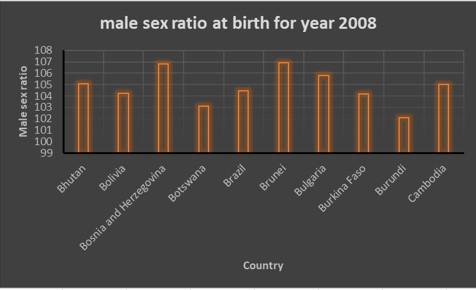 male sex ratio at birth for year 2008
Male sex ratio
108
107
106
105
104
103
102
101
100
99
Bhutan
Bolivia
Bosnia and Herzegovina
Botswana
Brazil
Brunei
Bulgaria
Burkina Faso
Burundi
Cambodia
Country